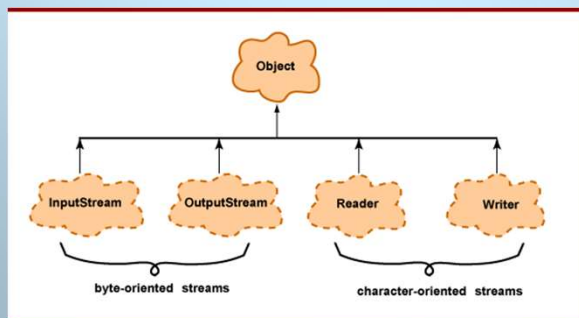 Object
InputStream
OutputStream
Reader
Writer
byte-oriented streams
character-oriented streams